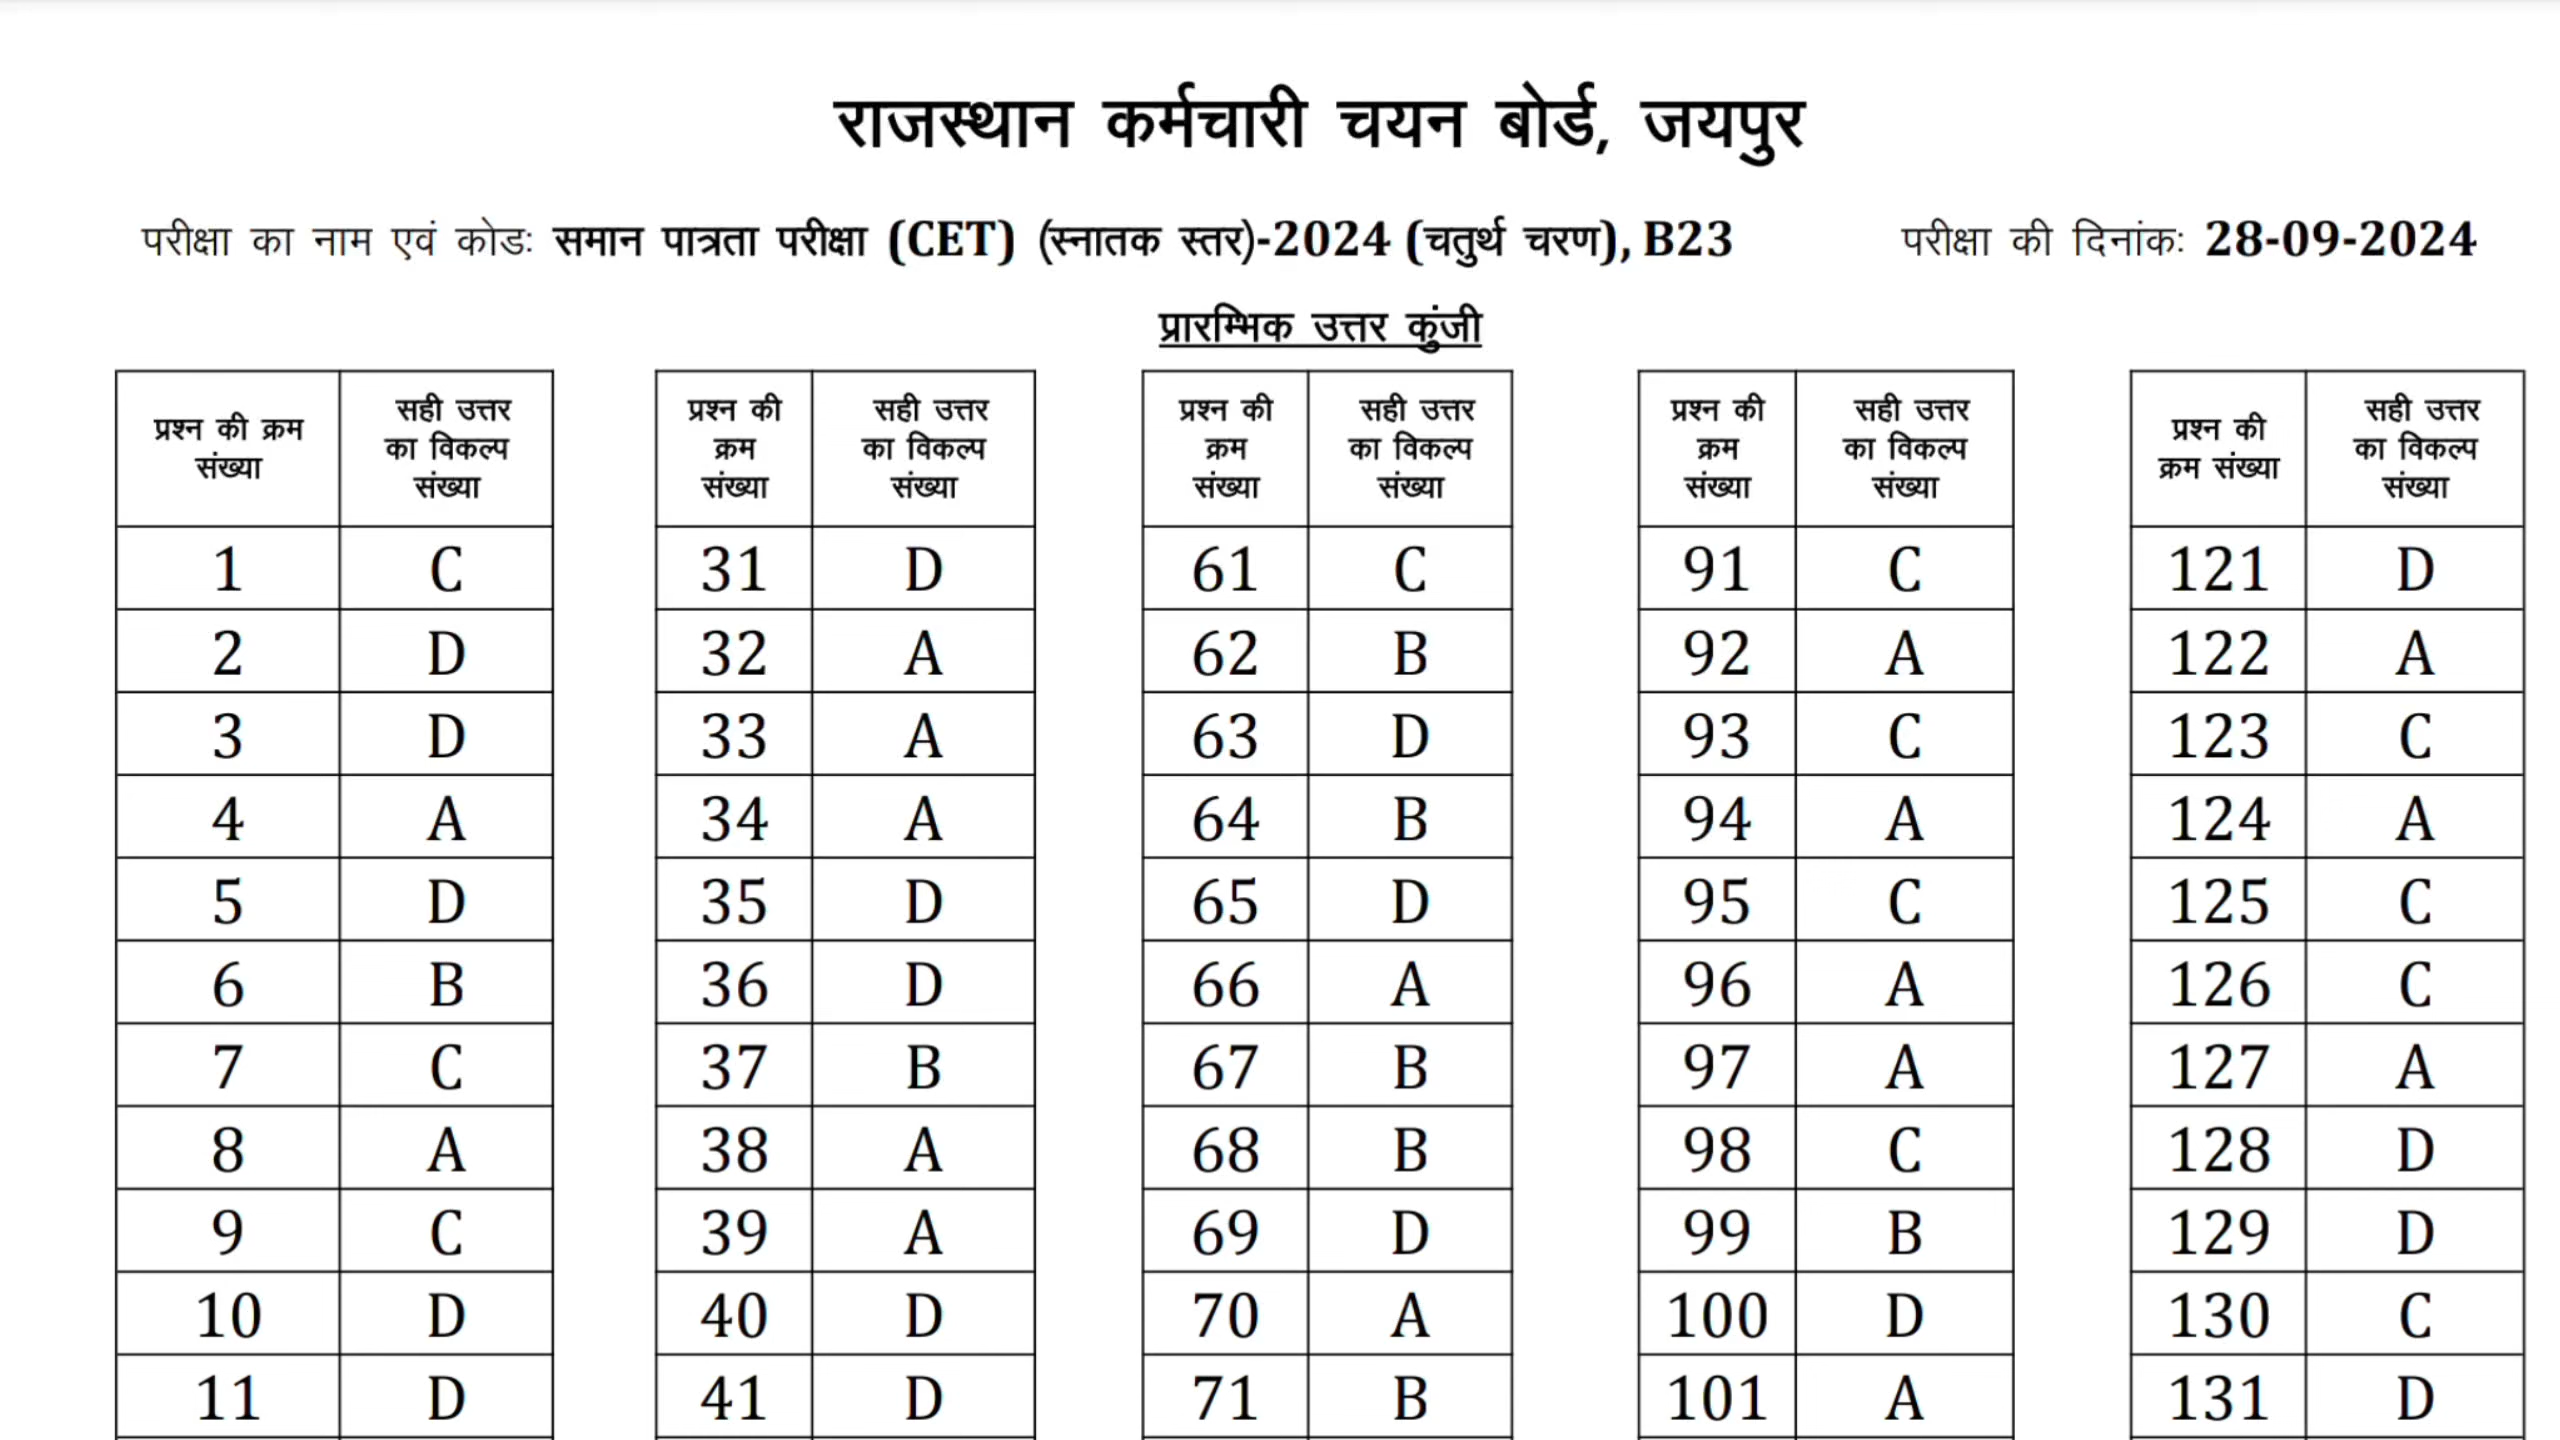 राजस्थान कर्मचारी चयन बोर्ड, जयपुर
परीक्षा का नाम एवं कोडः समान पात्रता परीक्षा (CET) (स्नातक स्तर)-2024 (चतुर्थ चरण), B23 परीक्षा की दिनांकः 28-09-2024
प्रारम्भिक उत्तर कुंजी
प्रश्न की क्रम संख्या सही उत्तर का विकल्प संख्या प्रश्न की क्रम संख्या सही उत्तर का विकल्प संख्या प्रश्न की क्रम संख्या सही उत्तर का विकल्प संख्या प्रश्न की क्रम संख्या सही उत्तर का विकल्प संख्या प्रश्न की क्रम संख्या सही उत्तर का विकल्प संख्या
1 C 31 D 61 C 91 C 121 D
2 D 32 A 62 B 92 A 122 A
3 D 33 A 63 D 93 C 123 C
4 A 34 A 64 B 94 A 124 A
5 D 35 D 65 D 95 C 125 C
6 B 36 D 66 A 96 A 126 C
7 C 37 B 67 B 97 A 127 A
8 A 38 A 68 B 98 C 128 D
9 C 39 A 69 D 99 B 129 D
10 D 40 D 70 A 100 D 130 C
11 D 41 D 71 B 101 A 131 D